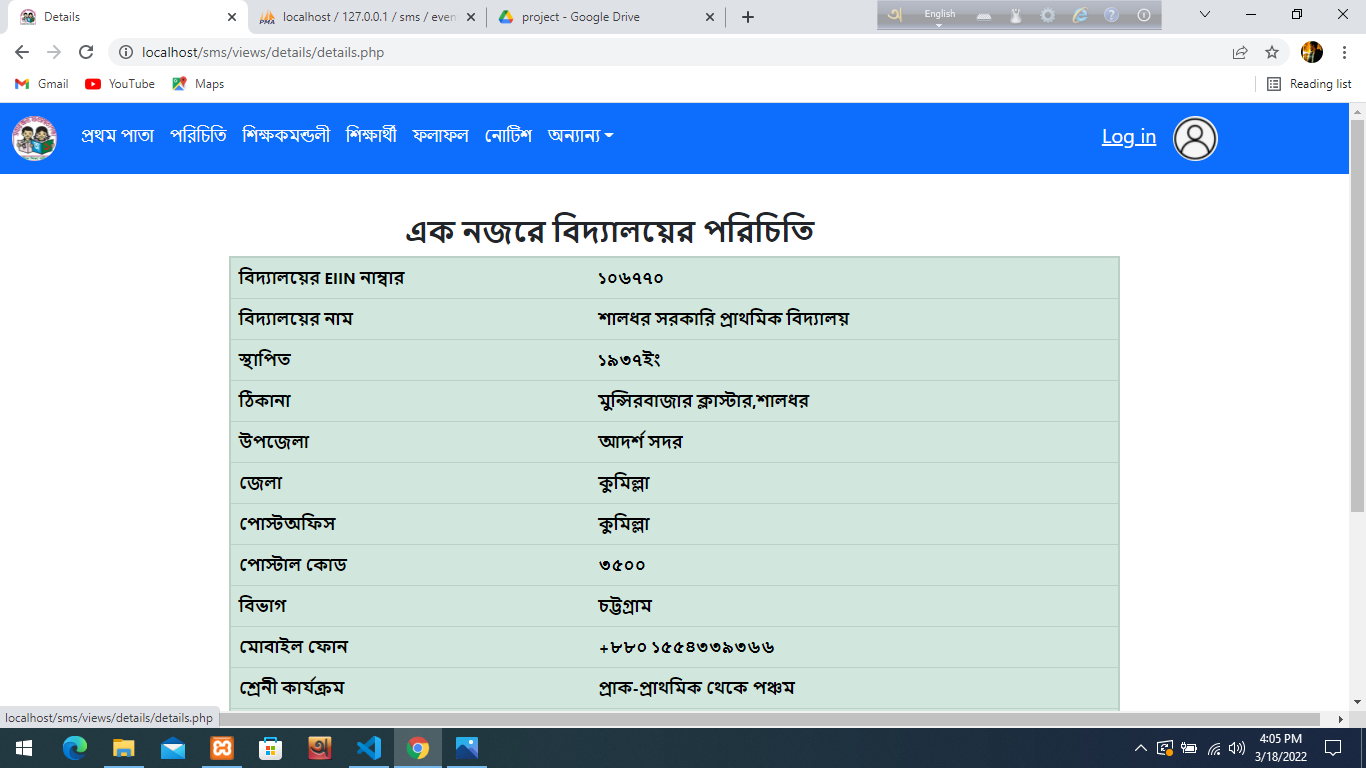 Details
localhost / 127.0.0.1 / sms / even
project - Google Drive
English
localhost/sms/views/details/details.php
Gmail YouTube Maps Reading list
প্রথম পাতা পরিচিতি শিক্ষকমন্ডলী শিক্ষার্থী ফলাফল নোটিশ অন্যান্য Log in
এক নজরে বিদ্যালয়ের পরিচিতি
বিদ্যালয়ের EIIN নাম্বার ১০৬৭৭০
বিদ্যালয়ের নাম শালধর সরকারি প্রাথমিক বিদ্যালয়
স্থাপিত ১৯৩৭ইং
ঠিকানা মুন্সিরবাজার ক্লাস্টার,শালধর
উপজেলা আদর্শ সদর
জেলা কুমিল্লা
পোস্টঅফিস কুমিল্লা
পোস্টাল কোড ৩৫০০
বিভাগ চট্টগ্রাম
মোবাইল ফোন +৮৮০ ১৫৫৪৩৩৯৩৬৬
শ্রেনী কার্যক্রম প্রাক-প্রাথমিক থেকে পঞ্চম
localhost/sms/views/details/details.php
4:05 PM
3/18/2022